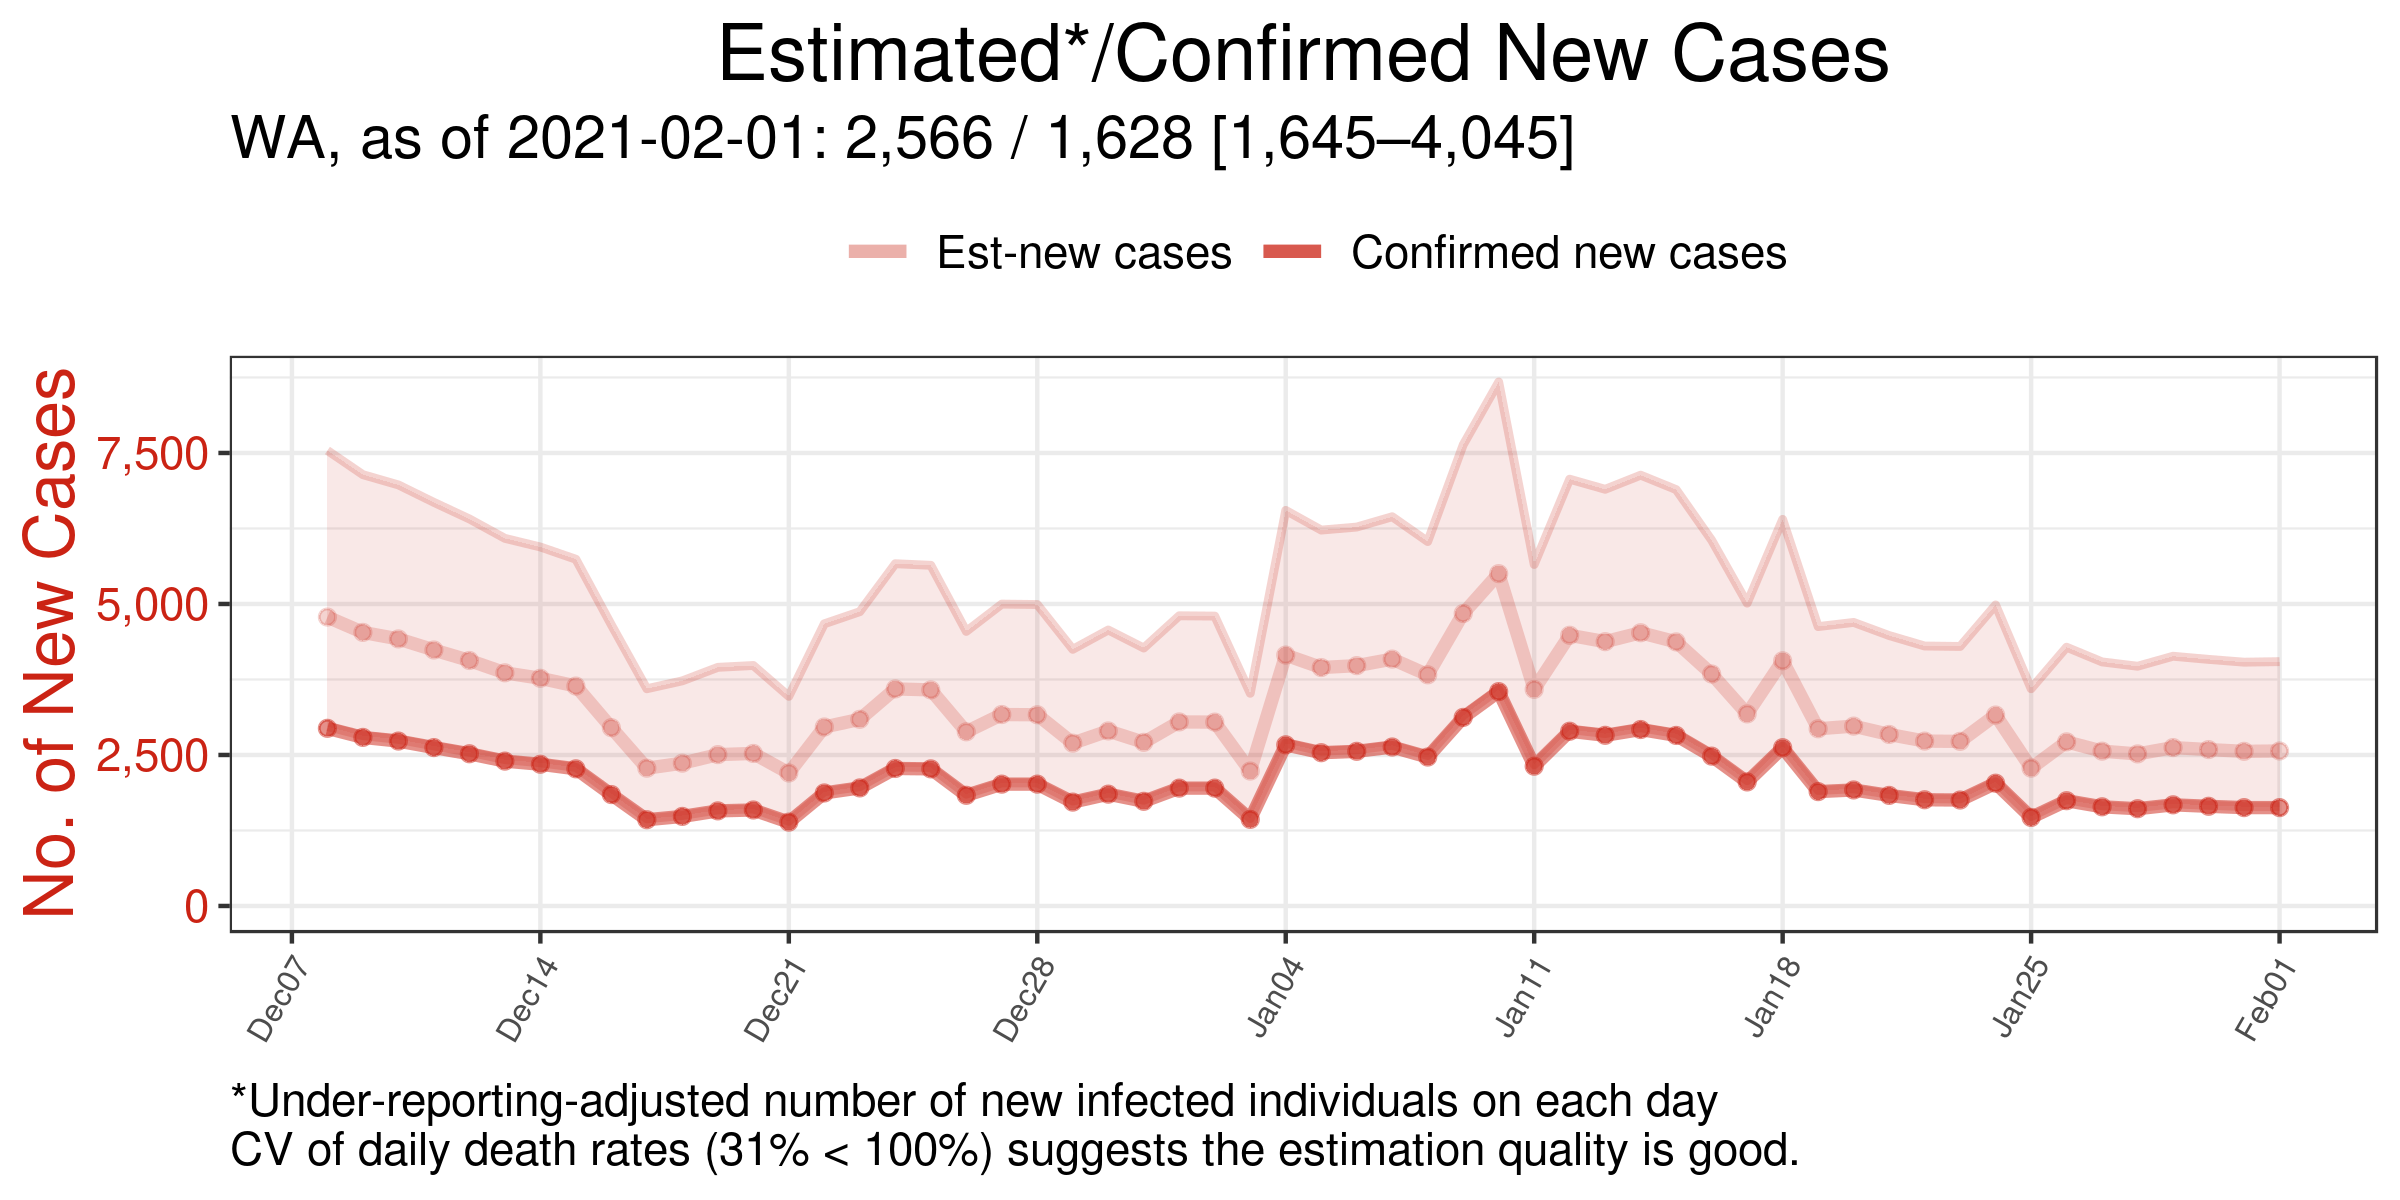 Estimated*/Confirmed New Cases
WA, as of 2021-02-01: 2,566 / 1,628 [1,645–4,045]
Est-new cases
Confirmed new cases
No. of New Cases
7,500
5,000
2,500
0
Dec07
Dec14
Dec21
Dec28
Jan04
Jan11
Jan18
Jan25
Feb01
*Under-reporting-adjusted number of new infected individuals on each day
CV of daily death rates (31% < 100%) suggests the estimation quality is good.